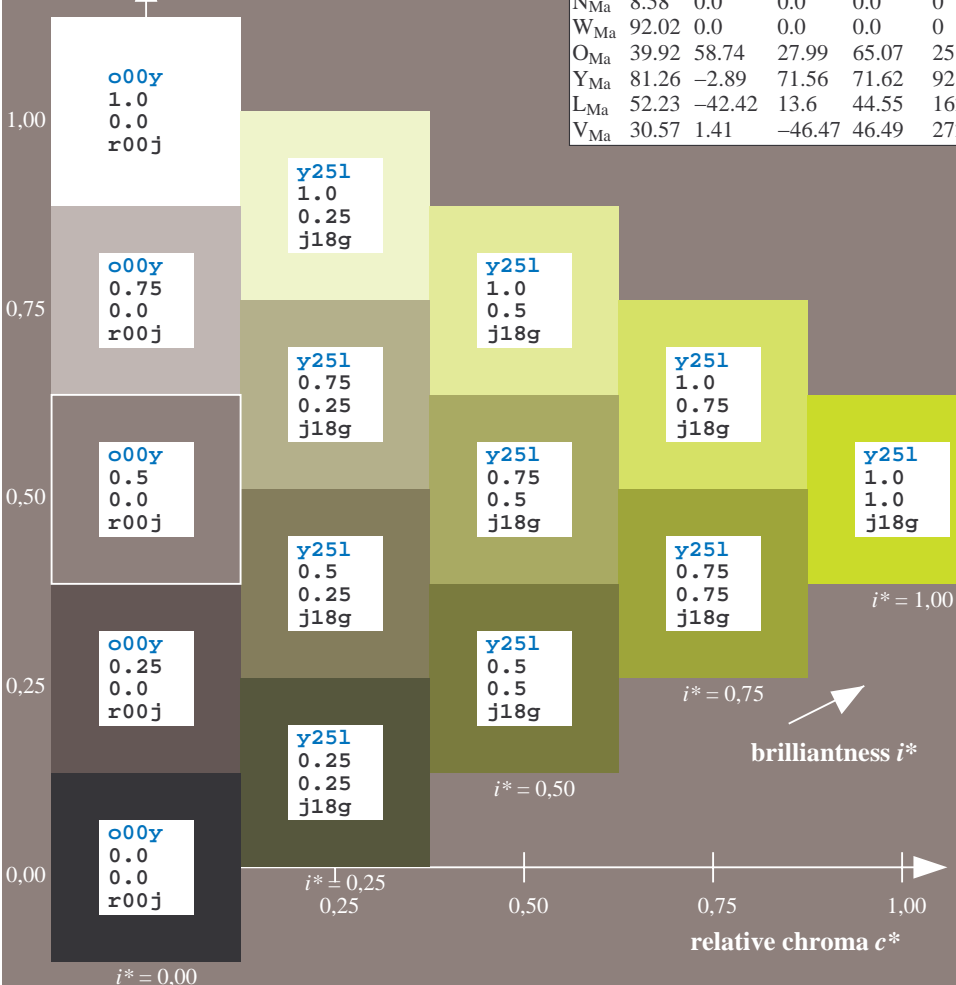 N_Ma 8.58 0.0 0.0 0.0 0
W_Ma 92.02 0.0 0.0 0.0 0
O_Ma 39.92 58.74 27.99 65.07 25
Y_Ma 81.26 −2.89 71.56 71.62 92
L_Ma 52.23 −42.42 13.6 44.55
V_Ma 30.57 1.41 −46.47 46.49
1,00
o00y
1.0
0.0
r00j
y25l
1.0
0.25
j18g
0,75
o00y
0.75
0.0
r00j
y25l
1.0
0.5
j18g
y25l
0.75
0.25
j18g
y25l
1.0
0.75
j18g
0,50
o00y
0.5
0.0
r00j
y25l
0.75
0.5
j18g
y25l
1.0
1.0
j18g
i* = 1,00
y25l
0.5
0.25
j18g
y25l
0.75
0.75
j18g
i* = 0,75
0,25
o00y
0.25
0.0
r00j
y25l
0.5
0.5
j18g
i* = 0,50
brilliantness i*
y25l
0.25
0.25
j18g
i* = 0,25
0,00
o00y
0.0
0.0
r00j
i* = 0,00
0,25 0,50 0,75 1,00
relative chroma c*